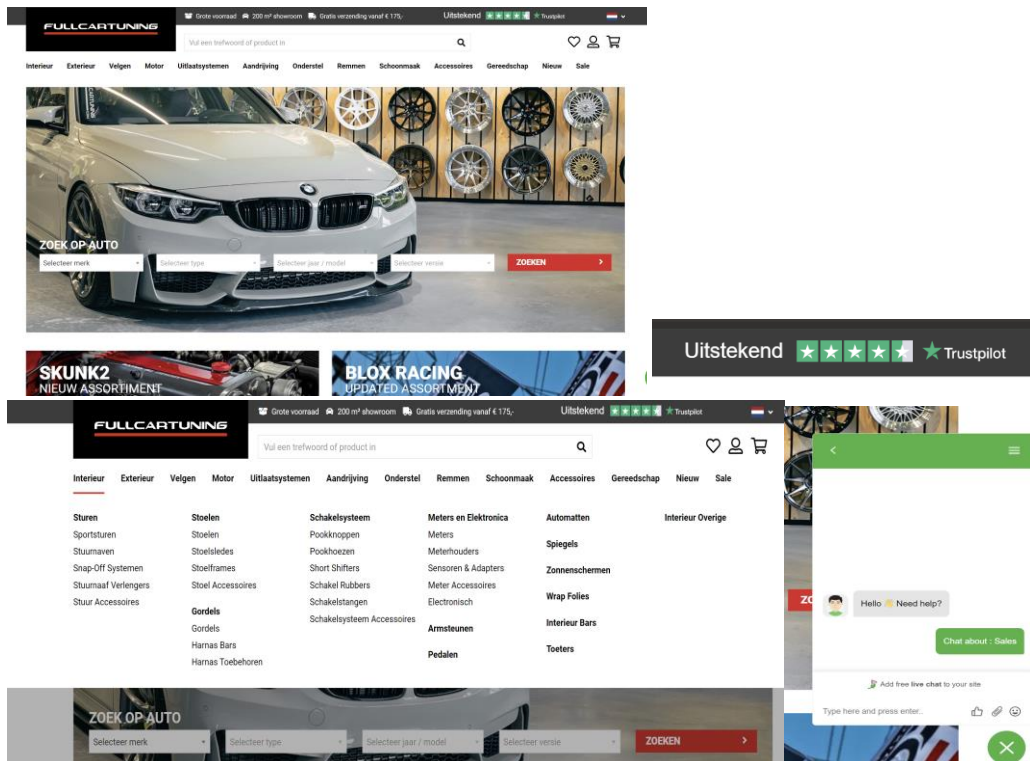 FULLCARTUNING
Grote voorraad 200 m² showroom Gratis verzending vanaf € 175,- Uitstekend Trustpilot
Vul een trefwoord of product in
Interieur Exterieur Velgen Motor Uitlaatsystemen Aandrijving Onderstel Remmen Schoonmaak Accessoires Gereedschap Nieuw Sale
ZOEK OP AUTO
Selecteer merk Selecteer type Selecteer jaar / model Selecteer versie ZOEKEN
SKUNK2
NIEUW ASSORTIMENT
BLOX RACING
UPDATED ASSORTMENT
Uitstekend Trustpilot
FULLCARTUNING
Grote voorraad 200 m² showroom Gratis verzending vanaf € 175,- Uitstekend Trustpilot
Vul een trefwoord of product in
Interieur Exterieur Velgen Motor Uitlaatsystemen Aandrijving Onderstel Remmen Schoonmaak Accessoires Gereedschap Nieuw Sale
Sturen
Sportsturen
Stuurnaven
Snap-Off Systemen
Stuurnaaf Verlengers
Stuur Accessoires
Stoelen
Stoelen
Stoelsledes
Stoelframes
Stoel Accessoires
Gordels
Gordels
Harnas Bars
Harnas Toebehoren
Schakelsysteem
Pookknoppen
Pookhoezen
Short Shifters
Schakel Rubbers
Schakelstangen
Schakelsysteem Accessoires
Meters en Elektronica
Meters
Meterhouders
Sensoren & Adapters
Meter Accessoires
Electronisch
Armsteunen
Pedalen
Automatten
Spiegels
Zonnenschermen
Wrap Folies
Interieur Bars
Toeters
Interieur Overige
ZOEK OP AUTO
Selecteer merk Selecteer type Selecteer jaar / model Selecteer versie ZOEKEN
ZO
Hello Need help?
Chat about : Sales
Add free live chat to your site
Type here and press enter..